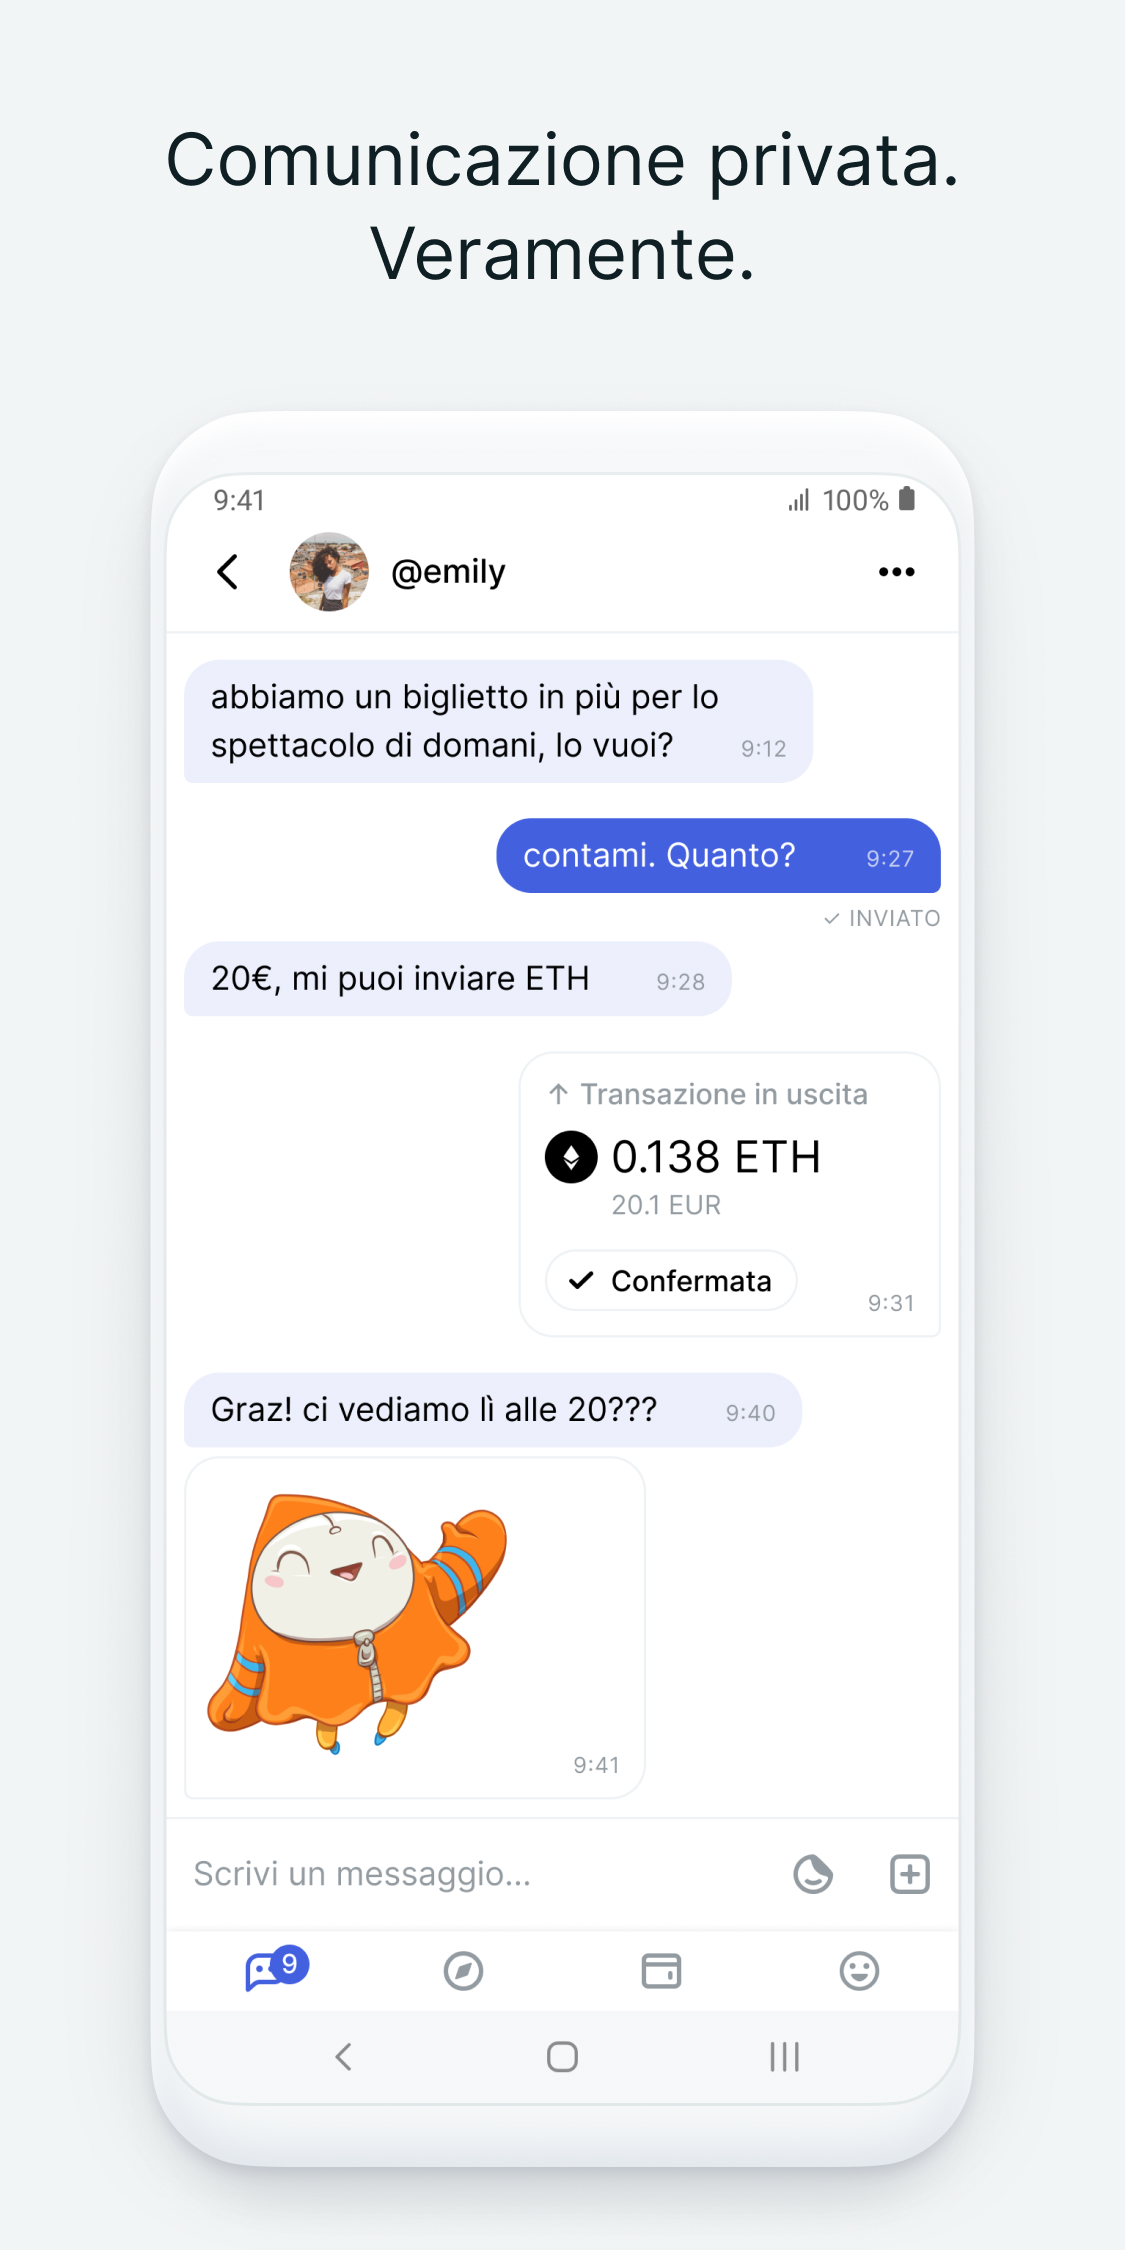 Comunicazione privata.
Veramente.
9:41
100%
@emily
abbiamo un biglietto in più per lo
spettacolo di domani, lo vuoi?
9:12
contami. Quanto?
9:27
✓ INVIATO
20€, mi puoi inviare ETH
9:28
↑ Transazione in uscita
0.138 ETH
20.1 EUR
Confermata
9:31
Graz! ci vediamo lì alle 20???
9:40
9:41
Scrivi un messaggio...
9